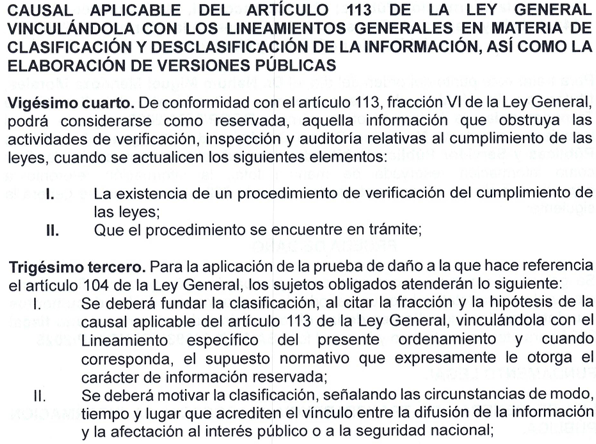 CAUSAL APLICABLE DEL ARTÍCULO 113 DE LA LEY GENERAL
VINCULÁNDOLA CON LOS LINEAMIENTOS GENERALES EN MATERIA DE
CLASIFICACIÓN Y DESCLASIFICACIÓN DE LA INFORMACIÓN, ASÍ COMO LA
ELABORACIÓN DE VERSIONES PÚBLICAS
Vigésimo cuarto. De conformidad con el artículo 113, fracción VI de la Ley General,
podrá considerarse como reservada, aquella información que obstruya las
actividades de verificación, inspección y auditoría relativas al cumplimiento de las
leyes, cuando se actualicen los siguientes elementos:
I. La existencia de un procedimiento de verificación del cumplimiento de
las leyes;
II. Que el procedimiento se encuentre en trámite;
Trigésimo tercero. Para la aplicación de la prueba de daño a la que hace referencia
el artículo 104 de la Ley General, los sujetos obligados atenderán lo siguiente:
I. Se deberá fundar la clasificación, al citar la fracción y la hipótesis de la
causal aplicable del artículo 113 de la Ley General, vinculándola con el
Lineamiento específico del presente ordenamiento y cuando
corresponda, el supuesto normativo que expresamente le otorga el
carácter de información reservada;
II. Se deberá motivar la clasificación, señalando las circunstancias de modo,
tiempo y lugar que acrediten el vínculo entre la difusión de la información
y la afectación al interés público o a la seguridad nacional;